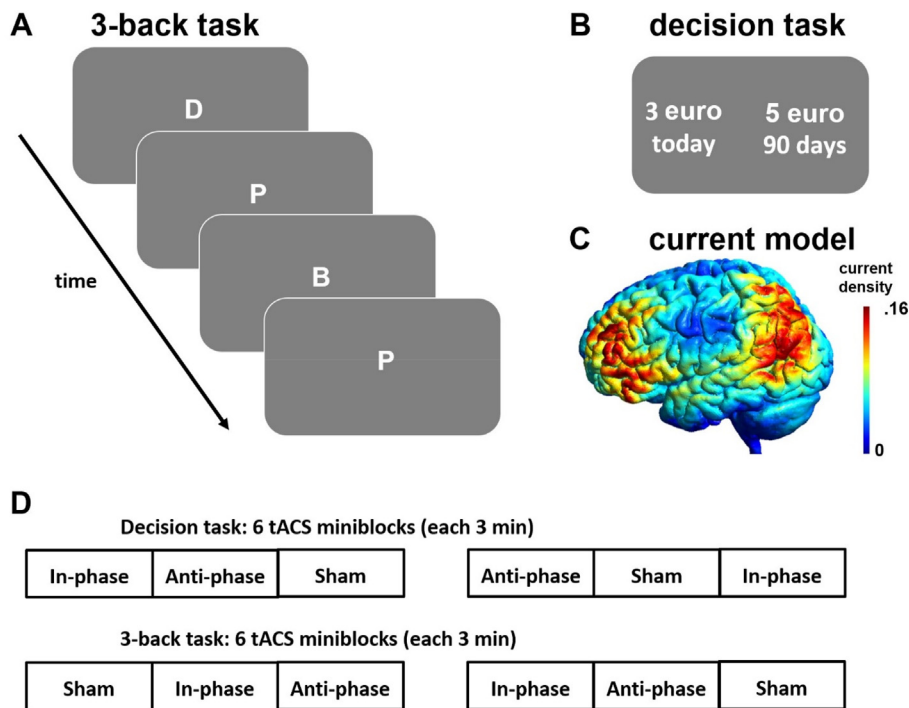 A
3-back task
D
P
B
P
time
B
decision task
3 euro
today
5 euro
90 days
C
current model
current
density
.16
0
D
Decision task: 6 tACS miniblocks (each 3 min)
In-phase Anti-phase Sham Anti-phase Sham In-phase
3-back task: 6 tACS miniblocks (each 3 min)
Sham In-phase Anti-phase In-phase Anti-phase Sham